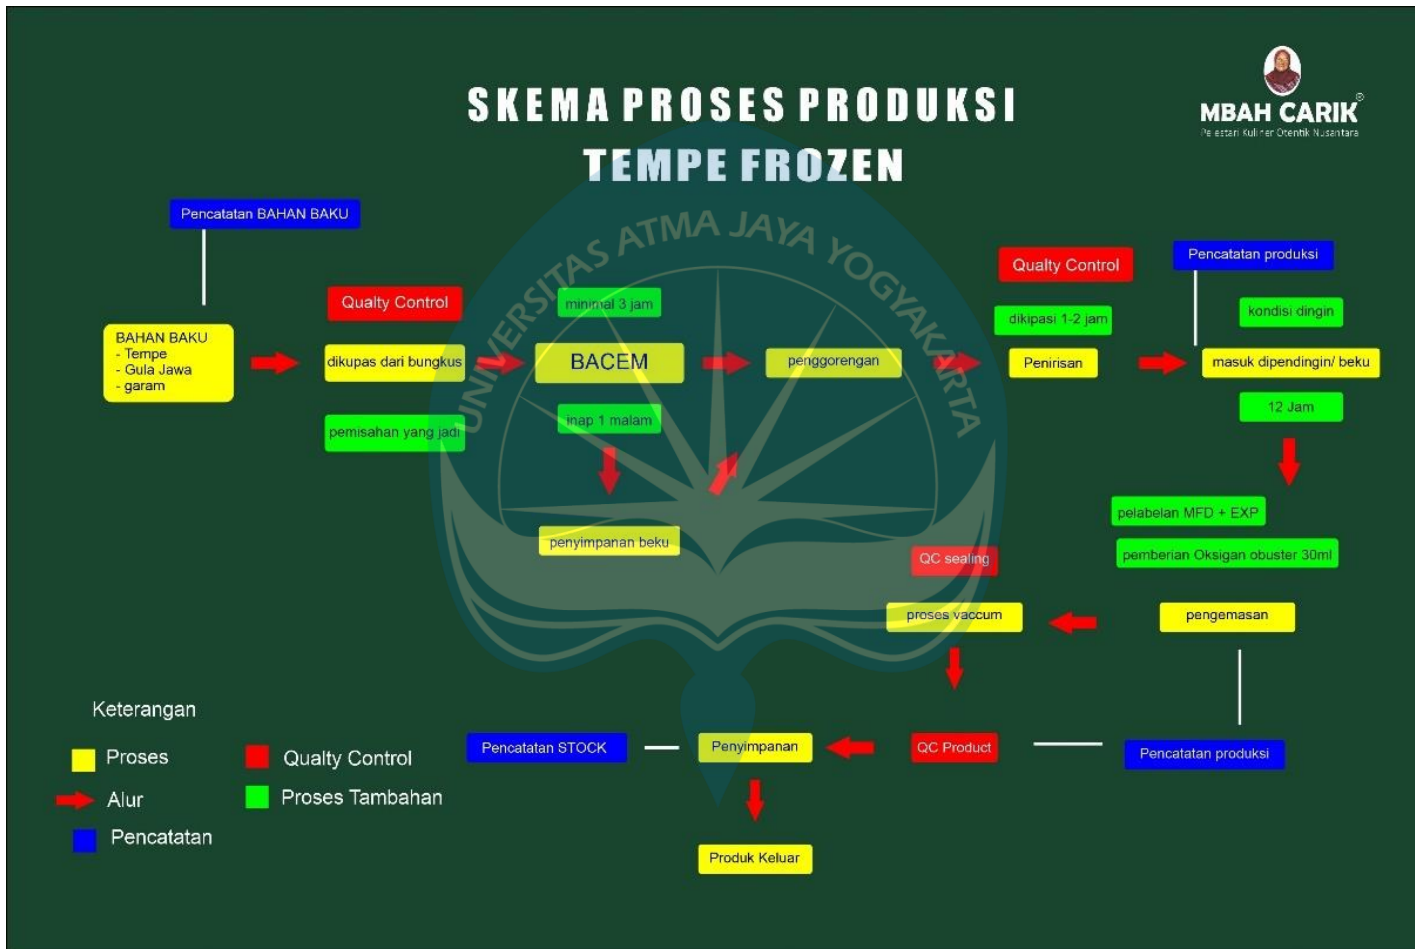 SKEMA PROSES PRODUKSI
TEMPE FROZEN
MBAH CARIK®
Pelestari Kuliner Otentik Nusantara
UNIVERSITAS ATMA JAYA YOGYAKARTA
Pencatatan BAHAN BAKU
BAHAN BAKU
- Tempe
- Gula Jawa
- garam
Qualty Control
dikupas dari bungkus
pemisahan yang jadi
minimal 3 jam
BACEM
inap 1 malam
penyimpanan beku
penggorengan
Qualty Control
dikipasi 1-2 jam
Penirisan
Pencatatan produksi
kondisi dingin
masuk dipendingin/ beku
12 Jam
pelabelan MFD + EXP
pemberian Oksigan obuster 30ml
pengemasan
QC sealing
proses vaccum
Pencatatan produksi
QC Product
Penyimpanan
Pencatatan STOCK
Produk Keluar
Keterangan
Proses
Alur
Pencatatan
Qualty Control
Proses Tambahan